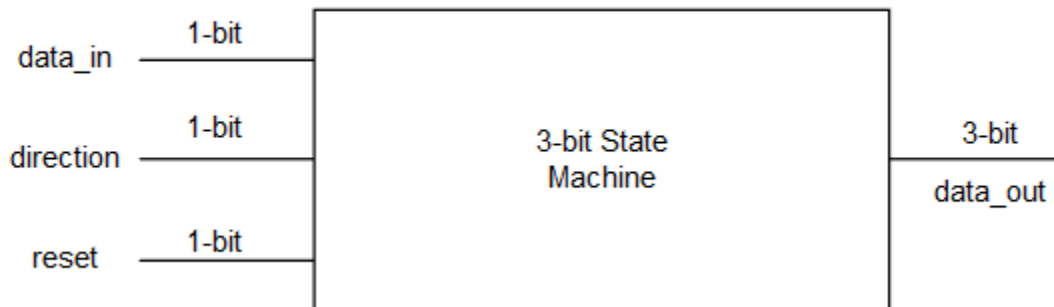 1-bit
data_in
1-bit
direction
1-bit
reset
3-bit State
Machine
3-bit
data_out